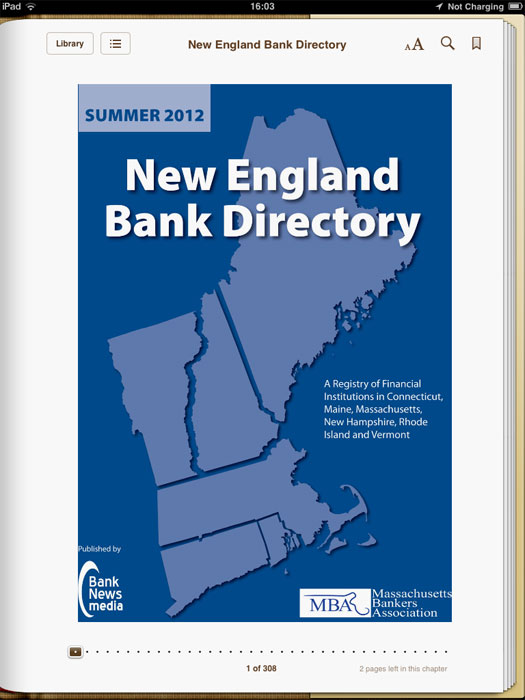 iPad 16:03 Not Charging
Library New England Bank Directory AA
SUMMER 2012
New England
Bank Directory
A Registry of Financial
Institutions in Connecticut,
Maine, Massachusetts,
New Hampshire, Rhode
Island and Vermont
Published by
Bank
News
media
MBA
Massachusetts
Bankers
Association
1 of 308 2 pages left in this chapter